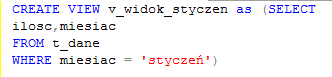 CREATE VIEW v_widok_styczen as (SELECT
ilosc,miesiac
FROM t_dane
WHERE miesiac = 'styczeń')